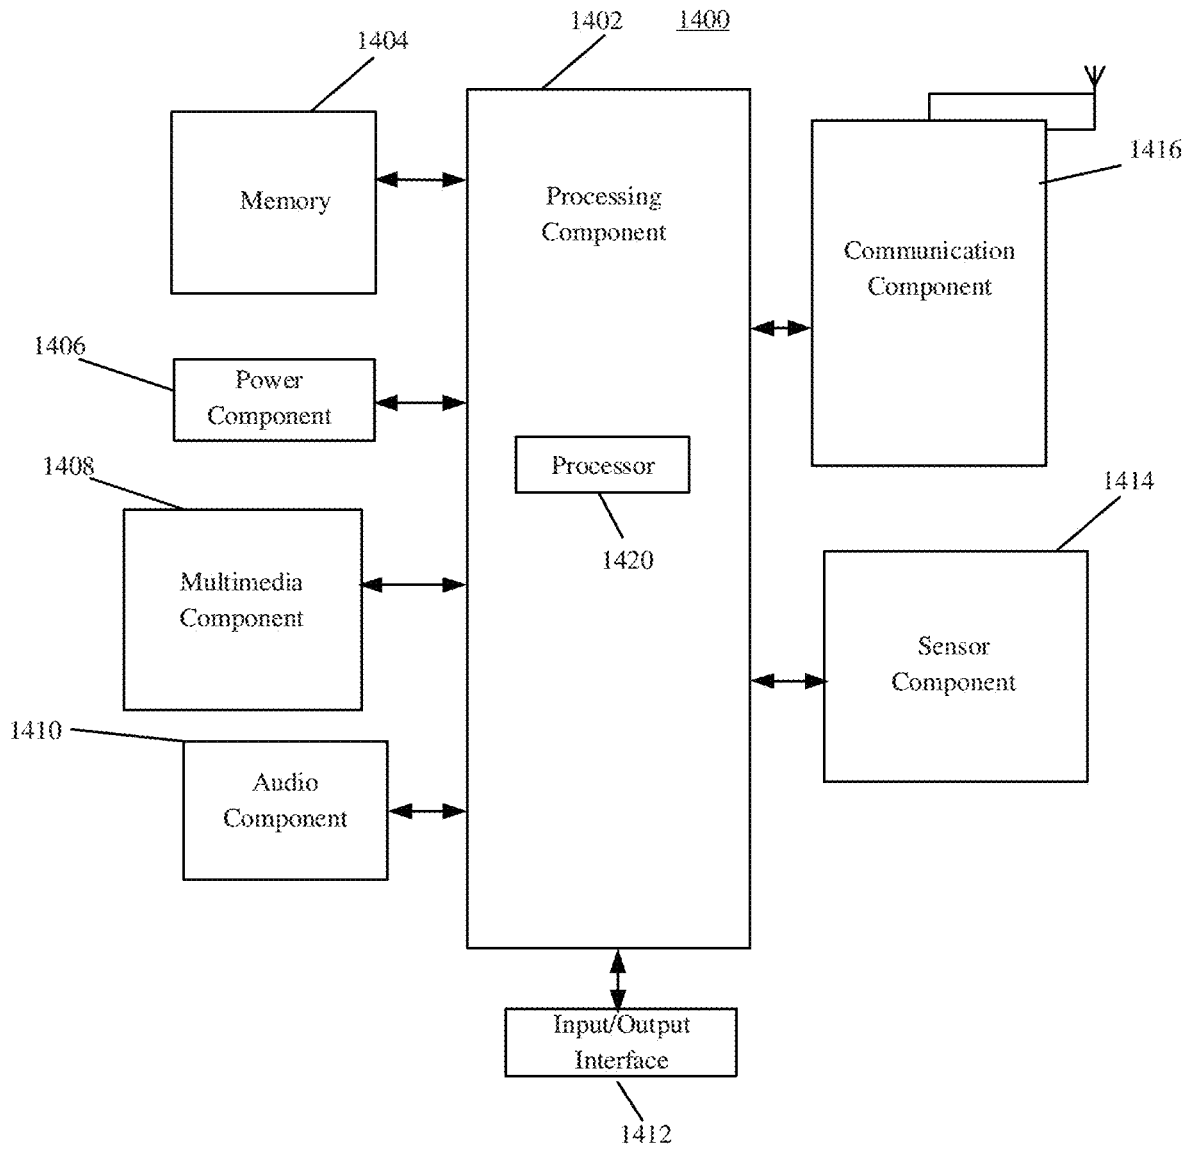 1402
1400
1404
1416
Memory
Processing
Component
Communication
Component
1406
Power
Component
1408
Processor
1414
1420
Multimedia
Component
Sensor
Component
1410
Audio
Component
Input/Output
Interface
1412